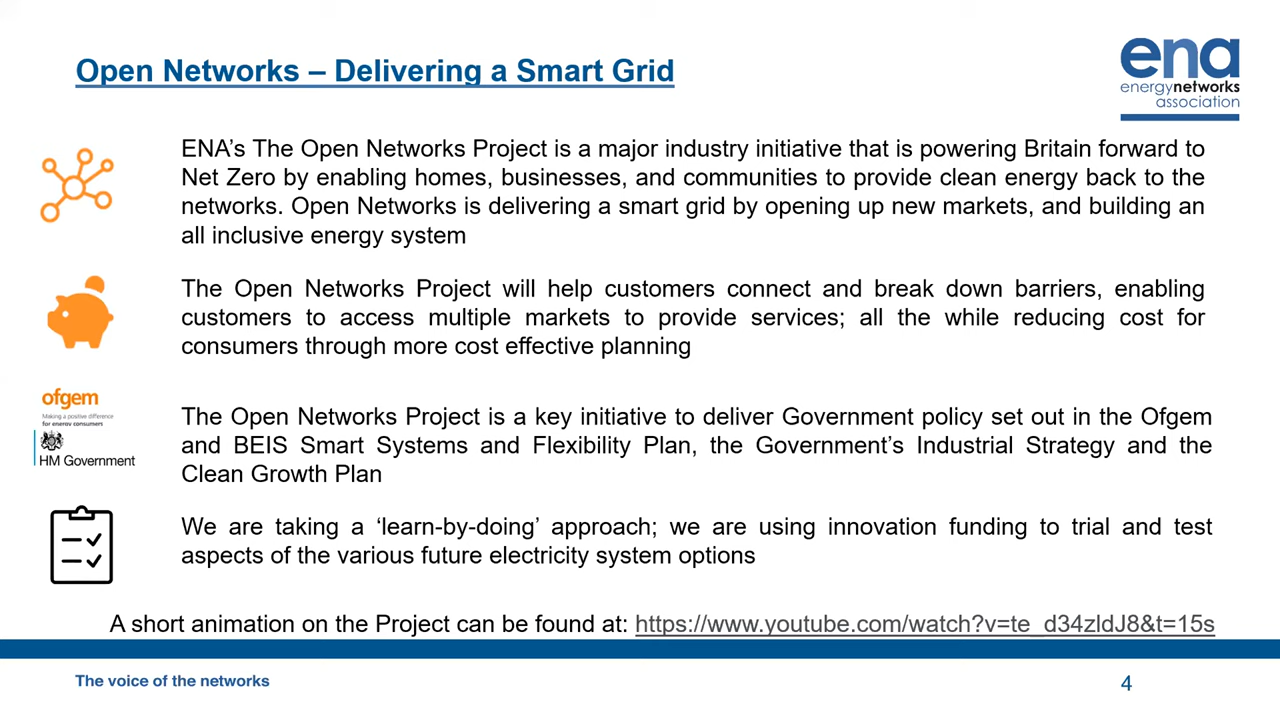 Open Networks – Delivering a Smart Grid
ena
energynetworks
association
ENA’s The Open Networks Project is a major industry initiative that is powering Britain forward to
Net Zero by enabling homes, businesses, and communities to provide clean energy back to the
networks. Open Networks is delivering a smart grid by opening up new markets, and building an
all inclusive energy system
The Open Networks Project will help customers connect and break down barriers, enabling
customers to access multiple markets to provide services; all the while reducing cost for
consumers through more cost effective planning
ofgem
Making a positive difference
for energy consumers
HM Government
The Open Networks Project is a key initiative to deliver Government policy set out in the Ofgem
and BEIS Smart Systems and Flexibility Plan, the Government’s Industrial Strategy and the
Clean Growth Plan
We are taking a ‘learn-by-doing’ approach; we are using innovation funding to trial and test
aspects of the various future electricity system options
A short animation on the Project can be found at: https://www.youtube.com/watch?v=te_d34zldJ8&t=15s
The voice of the networks
4